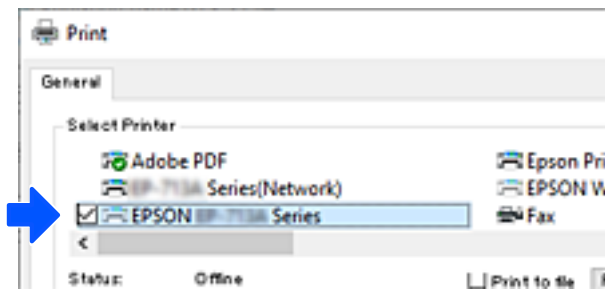 Print
General
Select Printer
Adobe PDF
Epson Pri
Series(Network)
EPSON W
EPSON Series
Fax
Status: Offline
Print to file